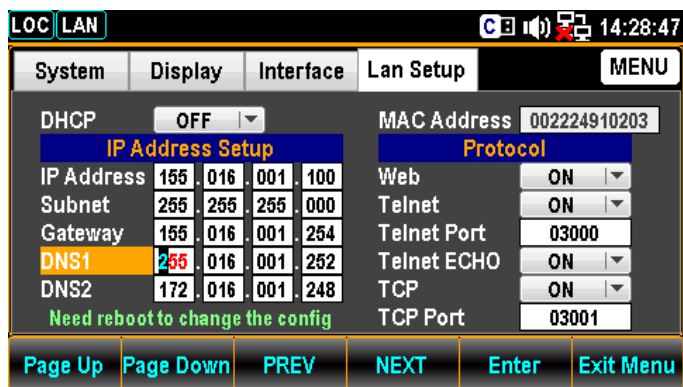 LOC LAN C 14:28:47
System Display Interface Lan Setup MENU
DHCP OFF
IP Address Setup
IP Address 155 . 016 . 001 . 100
Subnet 255 . 255 . 255 . 000
Gateway 155 . 016 . 001 . 254
DNS1 255 . 016 . 001 . 252
DNS2 172 . 016 . 001 . 248
Need reboot to change the config
MAC Address 002224910203
Protocol
Web ON
Telnet ON
Telnet Port 03000
Telnet ECHO ON
TCP ON
TCP Port 03001
Page Up Page Down PREV NEXT Enter Exit Menu